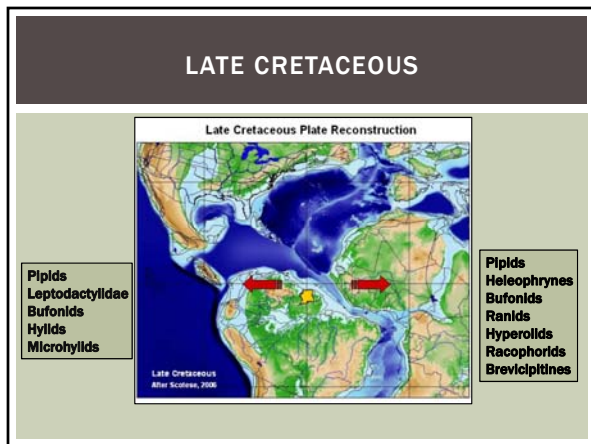 LATE CRETACEOUS
Late Cretaceous Plate Reconstruction
Pipids
Leptodactylidae
Bufonids
Hylids
Microhylids
Late Cretaceous
After Scotese, 2006
Pipids
Heleophrynes
Bufonids
Ranids
Hyperolids
Racophorids
Brevicipitines